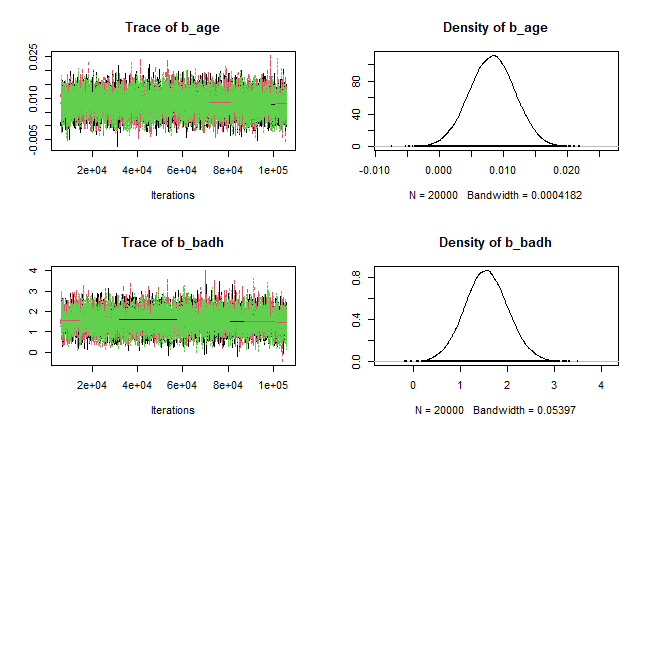 Trace of b_age
-0.005 0.010 0.025
2e+04 4e+04 6e+04 8e+04 1e+05
Iterations
Density of b_age
0 40 80
-0.010 0.000 0.010 0.020
N = 20000 Bandwidth = 0.0004182
Trace of b_badh
0 1 2 3 4
2e+04 4e+04 6e+04 8e+04 1e+05
Iterations
Density of b_badh
0.0 0.4 0.8
0 1 2 3 4
N = 20000 Bandwidth = 0.05397